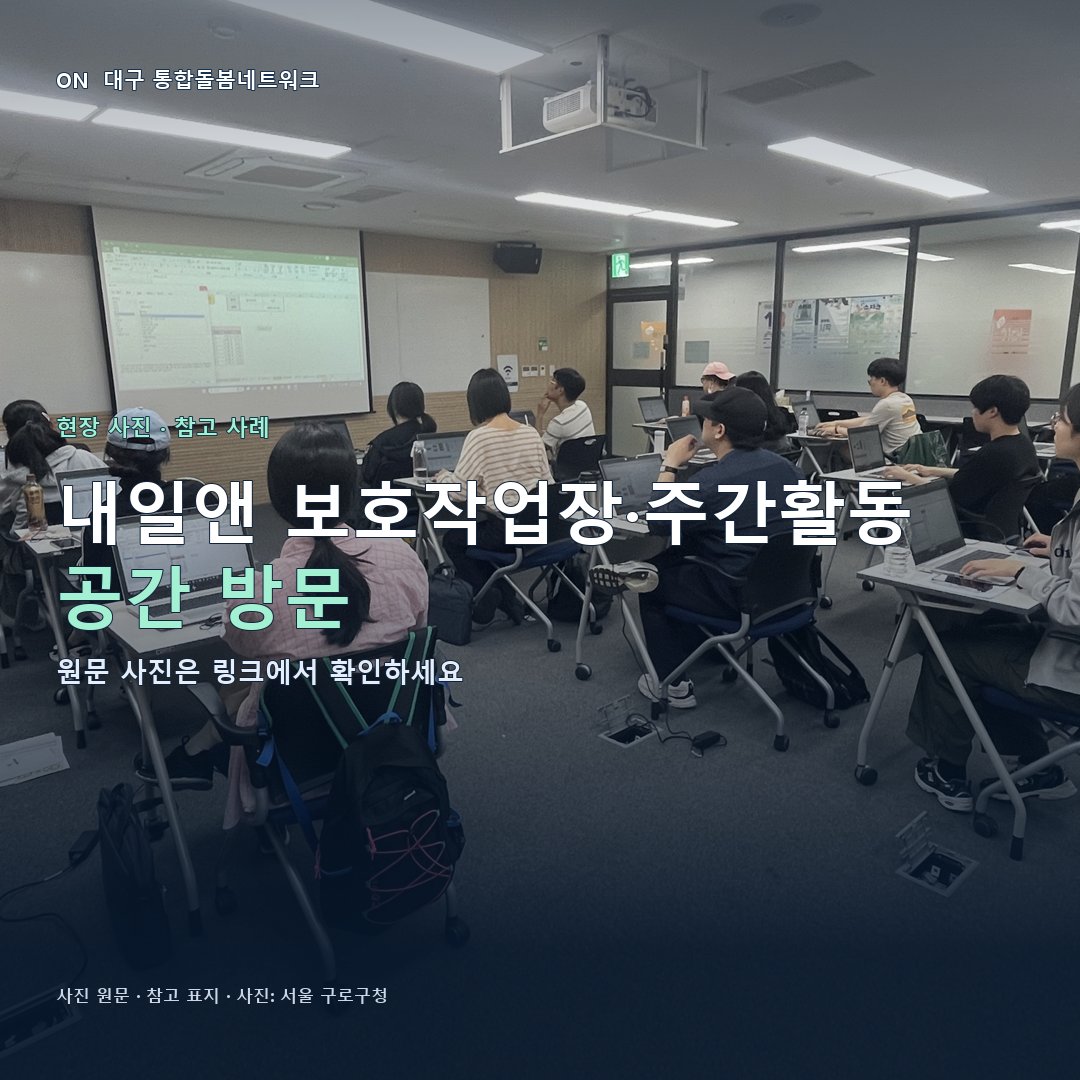 ON 대구 통합돌봄네트워크
현장 사진 · 참고 사례
내일앤 보호작업장·주간활동
공간 방문
원문 사진은 링크에서 확인하세요
사진 원문 · 참고 표지 · 사진: 서울 구로구청